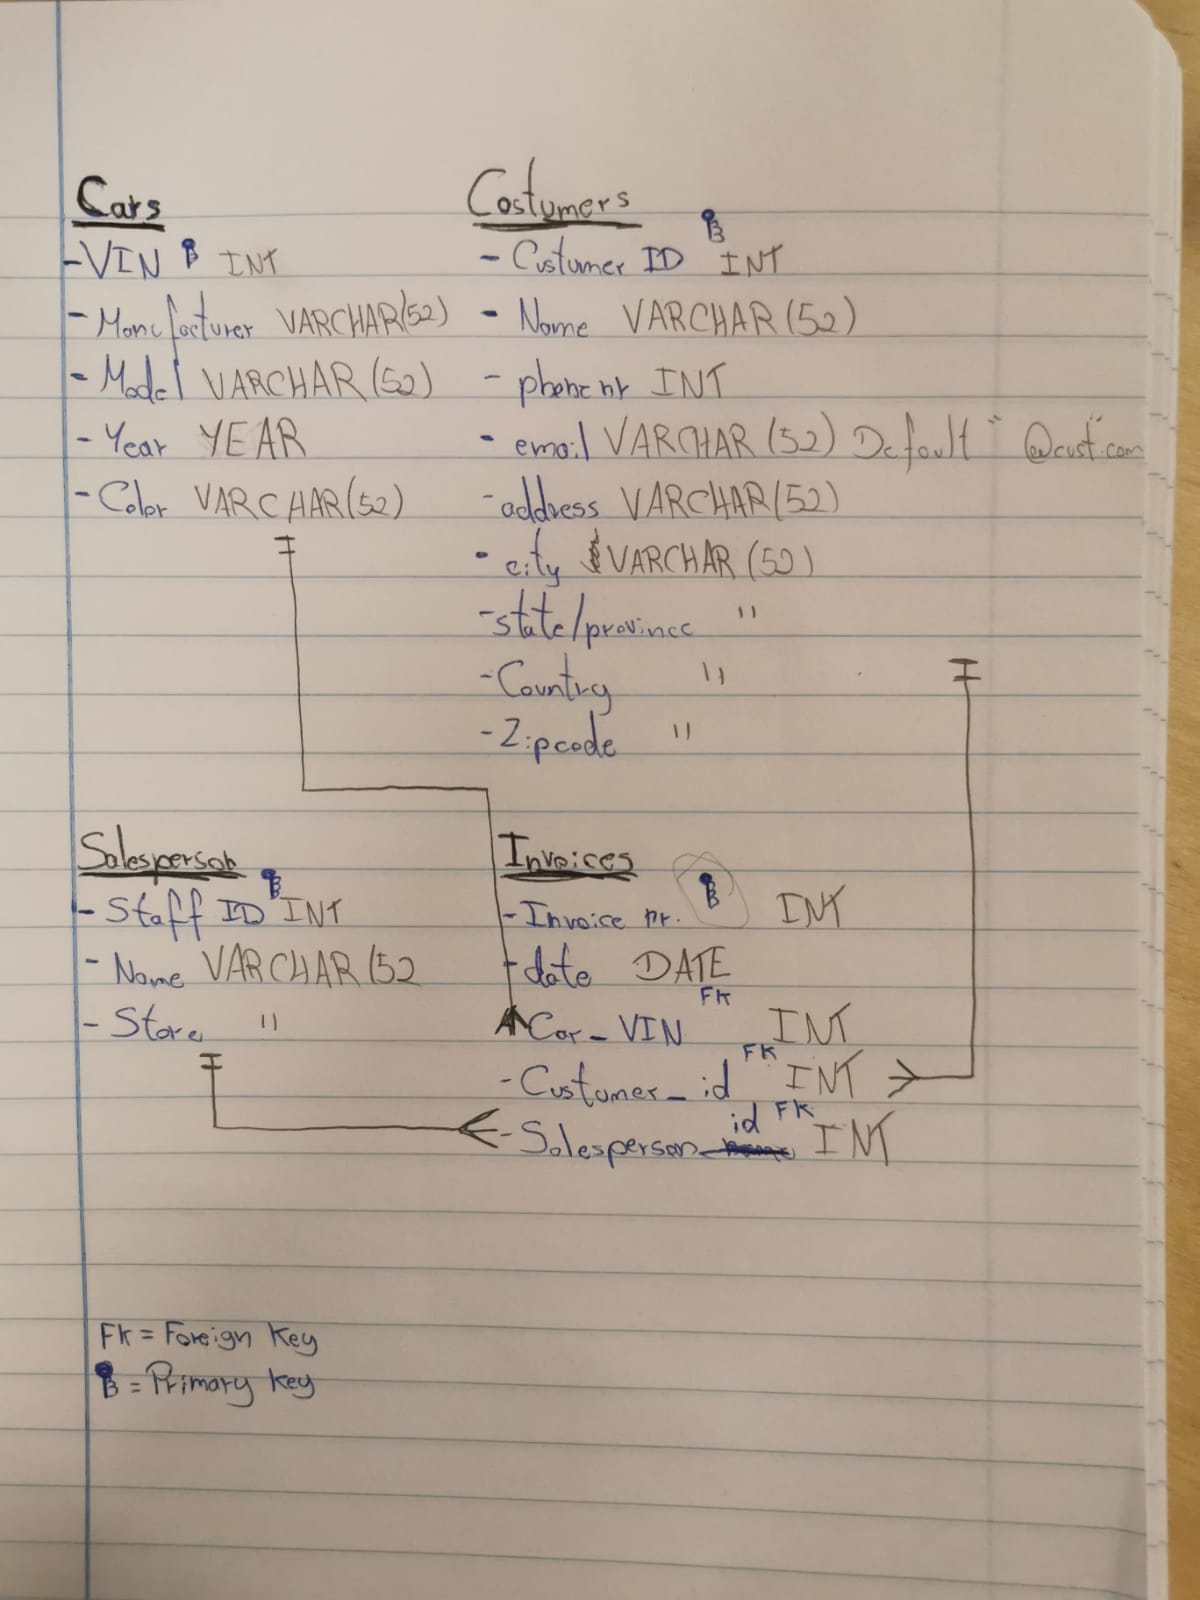 Cars
- VIN INT
- Manufacturer VARCHAR(52)
- Model VARCHAR (52)
- Year YEAR
- Color VARCHAR(52)
Costumers
- Custumer ID INT
- Name VARCHAR (52)
- phone nr INT
- email VARCHAR (52) Default "@cust.com"
- address VARCHAR(52)
- city VARCHAR (52)
- state/province "
- Country "
- Zipcode "
Salesperson
- Staff ID INT
- Name VARCHAR (52
- Store "
Invoices
- Invoice nr. INT
- date DATE
Car_VIN FK INT
- Custumer_id FK INT
- Salesperson_id FK INT
FK = Foreign Key
= Primary key